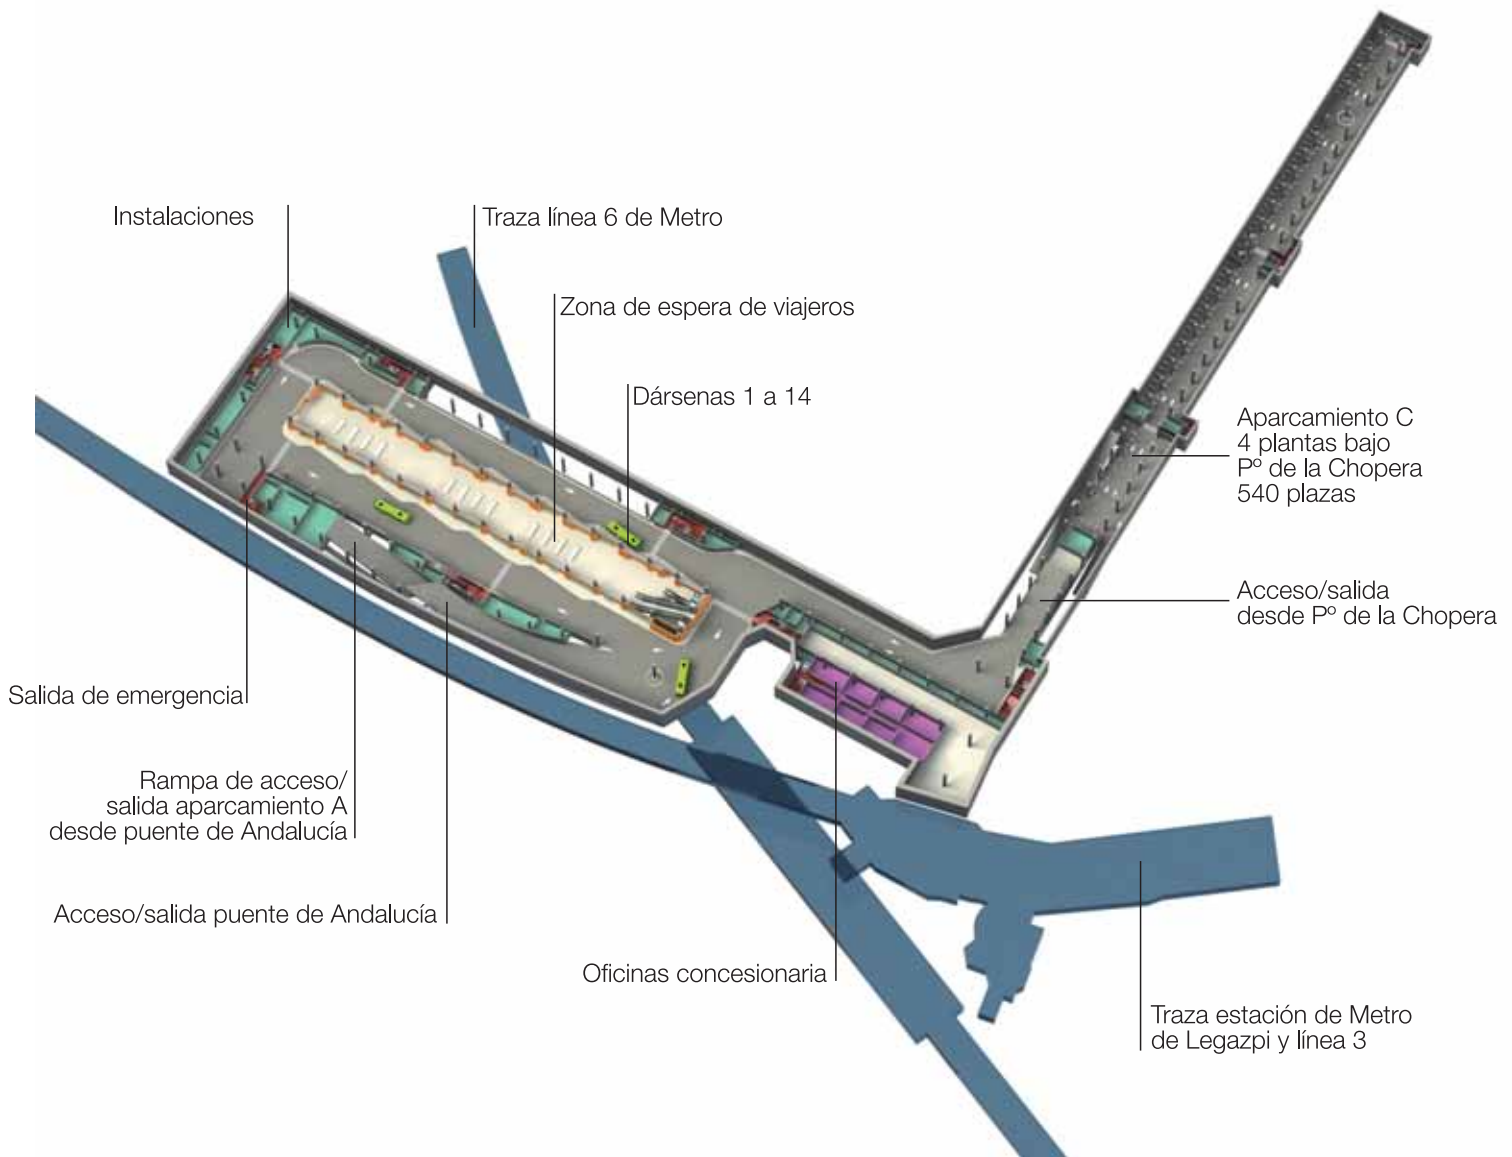 Instalaciones
Traza línea 6 de Metro
Zona de espera de viajeros
Dársenas 1 a 14
Aparcamiento C
4 plantas bajo
Pº de la Chopera
540 plazas
Acceso/salida
desde Pº de la Chopera
Salida de emergencia
Rampa de acceso/
salida aparcamiento A
desde puente de Andalucía
Acceso/salida puente de Andalucía
Oficinas concesionaria
Traza estación de Metro
de Legazpi y línea 3